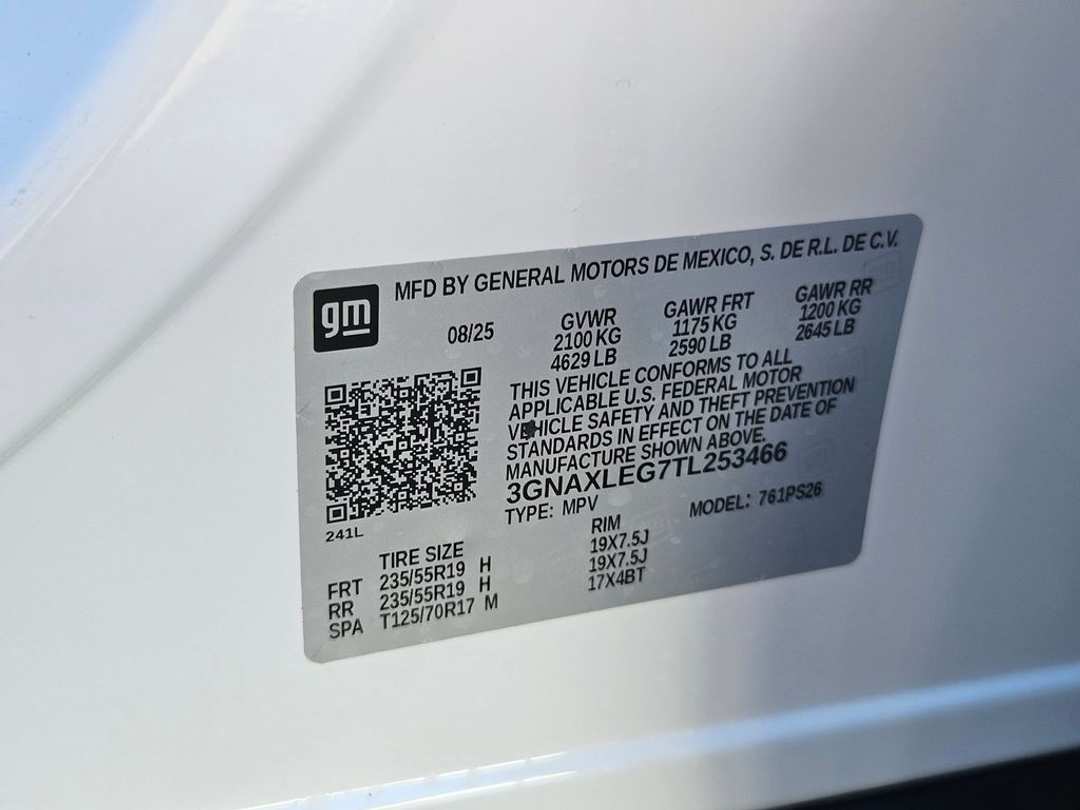 MFD BY GENERAL MOTORS DE MEXICO, S. DE R.L. DE C.V.
gm
08/25
GVWR
2100 KG
4629 LB
GAWR FRT
1175 KG
2590 LB
GAWR RR
1200 KG
2645 LB
THIS VEHICLE CONFORMS TO ALL
APPLICABLE U.S. FEDERAL MOTOR
VEHICLE SAFETY AND THEFT PREVENTION
STANDARDS IN EFFECT ON THE DATE OF
MANUFACTURE SHOWN ABOVE.
3GNAXLEG7TL253466
TYPE: MPV MODEL: 761PS26
241L
TIRE SIZE RIM
FRT 235/55R19 H 19X7.5J
RR 235/55R19 H 19X7.5J
SPA T125/70R17 M 17X4BT